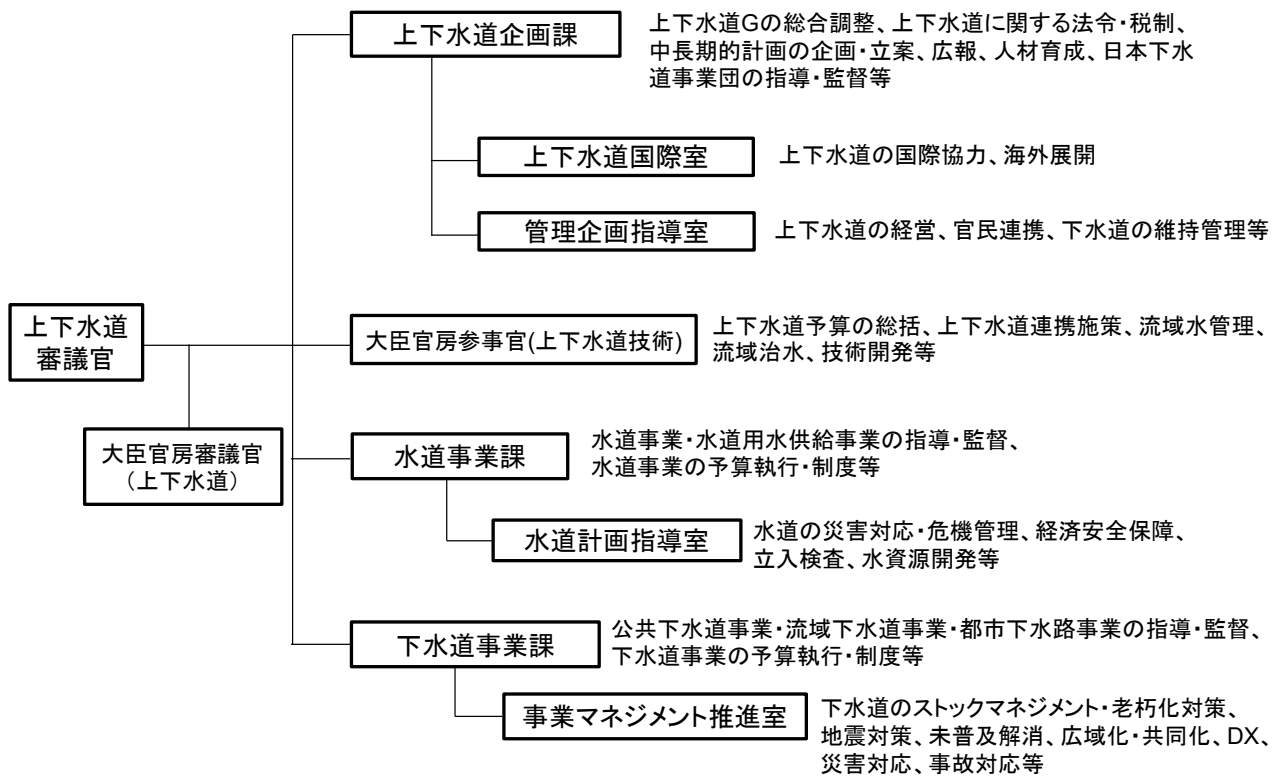 上下水道企画課
上下水道Gの総合調整、上下水道に関する法令・税制、
中長期的計画の企画・立案、広報、人材育成、日本下水
道事業団の指導・監督等
上下水道国際室
上下水道の国際協力、海外展開
管理企画指導室
上下水道の経営、官民連携、下水道の維持管理等
上下水道
審議官
大臣官房審議官
（上下水道）
大臣官房参事官(上下水道技術)
上下水道予算の総括、上下水道連携施策、流域水管理、
流域治水、技術開発等
水道事業課
水道事業・水道用水供給事業の指導・監督、
水道事業の予算執行・制度等
水道計画指導室
水道の災害対応・危機管理、経済安全保障、
立入検査、水資源開発等
下水道事業課
公共下水道事業・流域下水道事業・都市下水路事業の指導・監督、
下水道事業の予算執行・制度等
事業マネジメント推進室
下水道のストックマネジメント・老朽化対策、
地震対策、未普及解消、広域化・共同化、DX、
災害対応、事故対応等